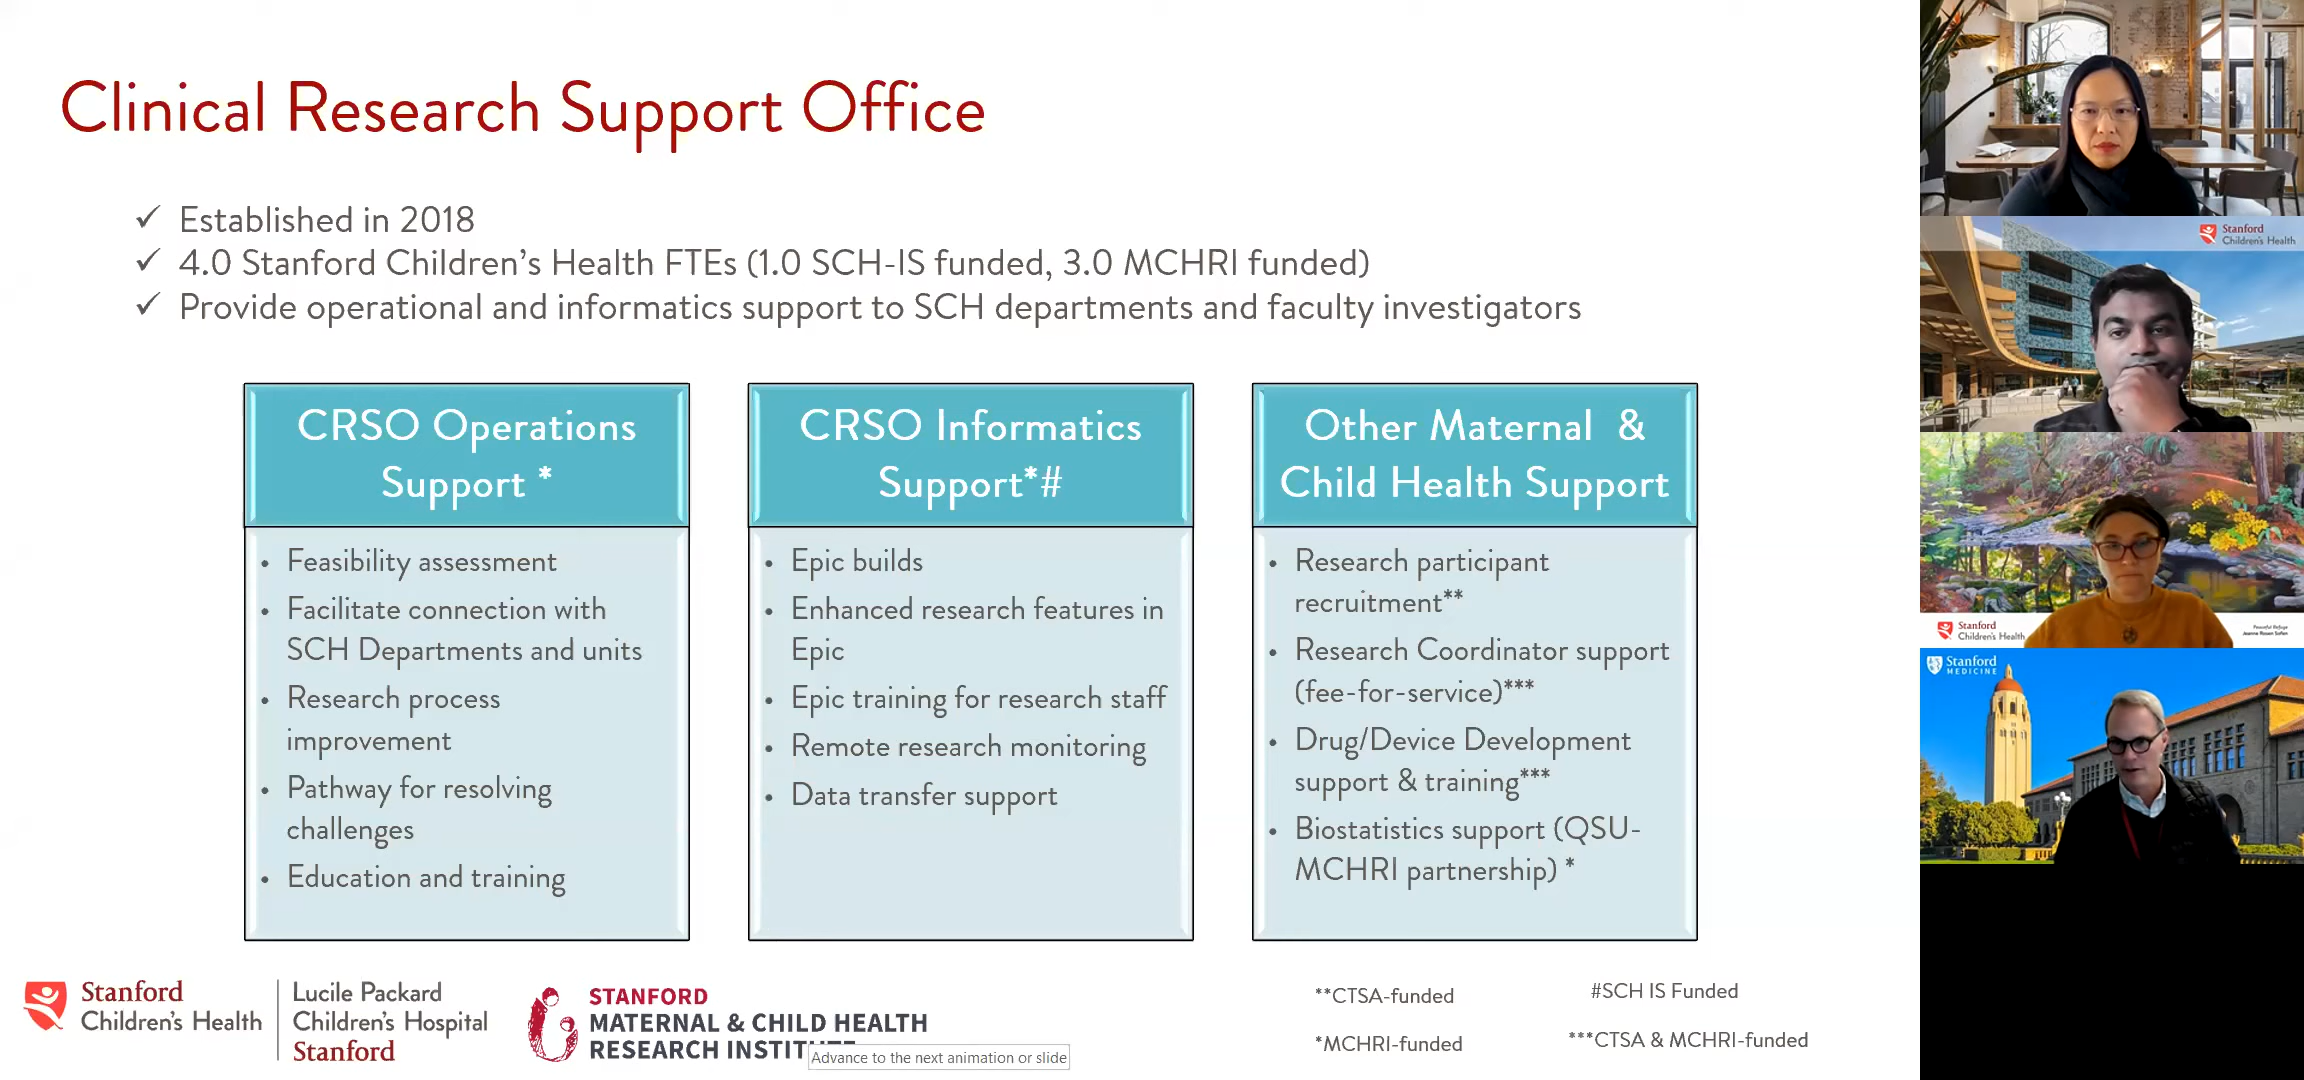 Clinical Research Support Office
✓ Established in 2018
✓ 4.0 Stanford Children's Health FTEs (1.0 SCH-IS funded, 3.0 MCHRI funded)
✓ Provide operational and informatics support to SCH departments and faculty investigators
CRSO Operations
Support *
• Feasibility assessment
• Facilitate connection with
SCH Departments and units
• Research process
improvement
• Pathway for resolving
challenges
• Education and training
CRSO Informatics
Support*#
• Epic builds
• Enhanced research features in
Epic
• Epic training for research staff
• Remote research monitoring
• Data transfer support
Other Maternal & 
Child Health Support
• Research participant
recruitment**
• Research Coordinator support
(fee-for-service)***
• Drug/Device Development
support & training***
• Biostatistics support (QSU-
MCHRI partnership) *
Stanford
Children's Health
Lucile Packard
Children's Hospital
Stanford
STANFORD
MATERNAL & CHILD HEALTH
RESEARCH INSTITUTE
Advance to the next animation or slide
**CTSA-funded
#SCH IS Funded
*MCHRI-funded
***CTSA & MCHRI-funded
Stanford
Children's Health
Stanford
Children's Health
Peaceful Refuge
Jeanne Rosen Sofen
Stanford
MEDICINE